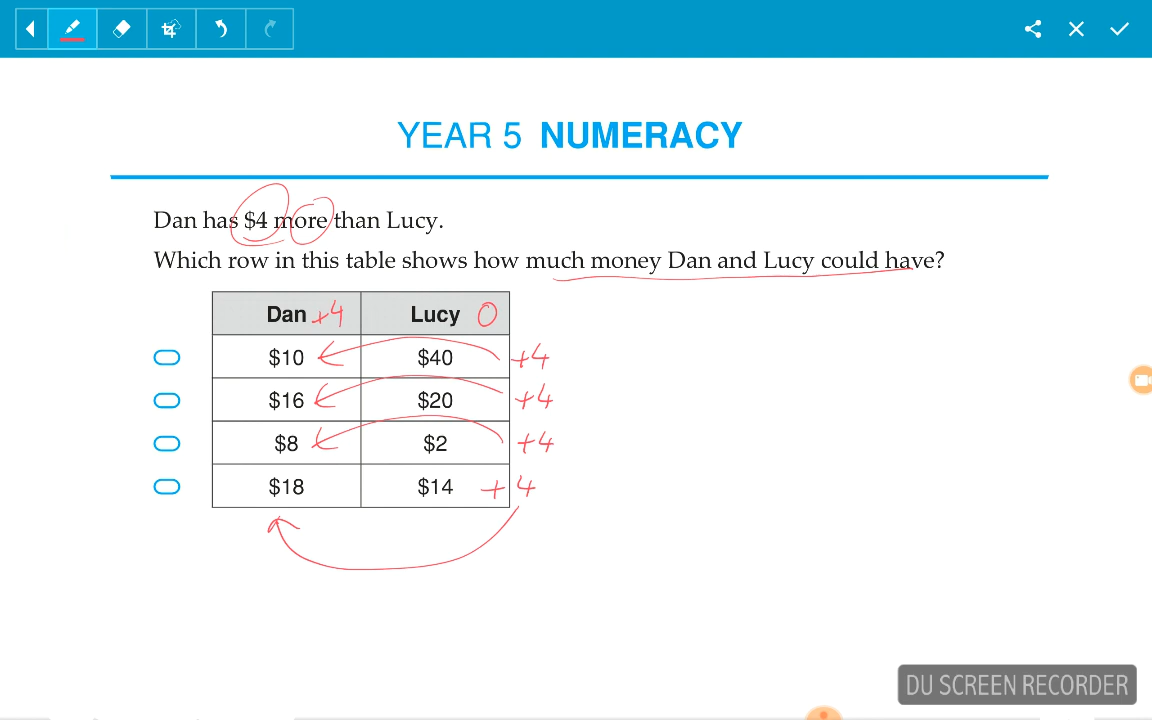 YEAR 5 NUMERACY
Dan has $4 more than Lucy.
Which row in this table shows how much money Dan and Lucy could have?
Dan +4 Lucy 0
$10 $40 +4
$16 $20 +4
$8 $2 +4
$18 $14 +4
DU SCREEN RECORDER